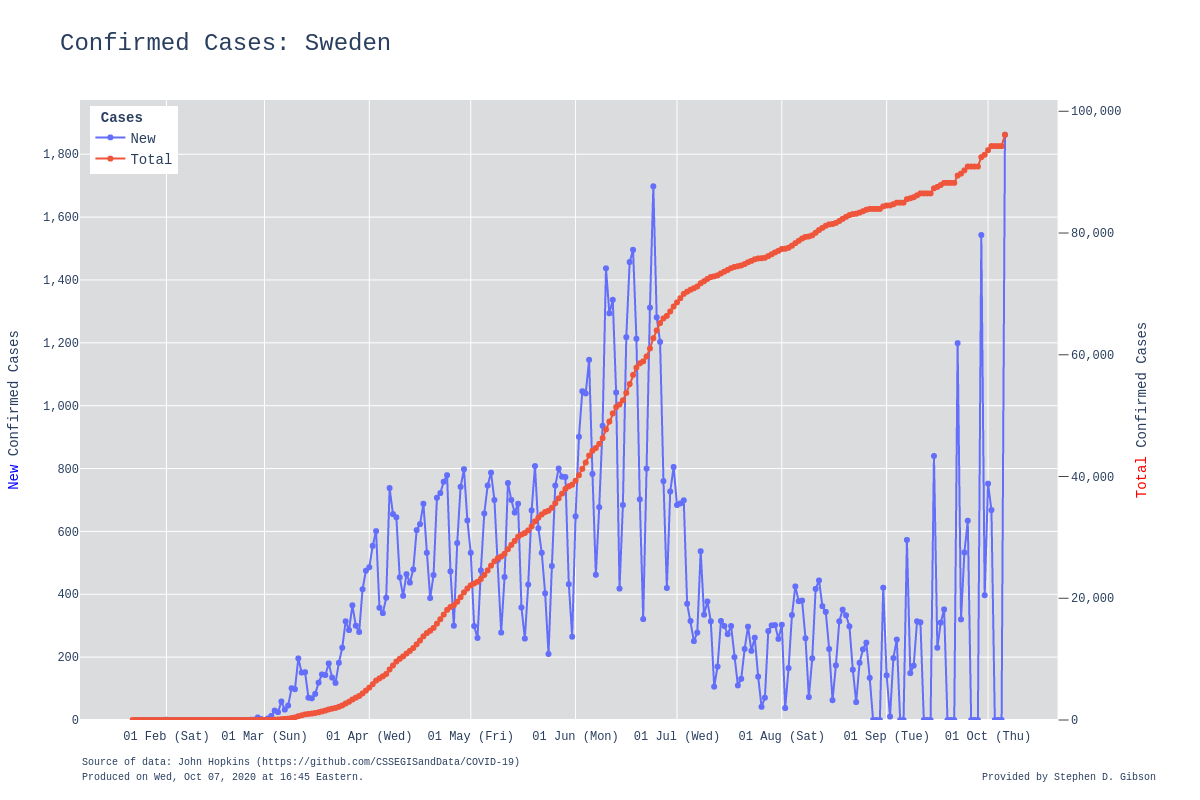 Confirmed Cases: Sweden
Cases
New
Total
1,800
1,600
1,400
1,200
1,000
800
600
400
200
0
New Confirmed Cases
100,000
80,000
60,000
40,000
20,000
0
Total Confirmed Cases
01 Feb (Sat) 01 Mar (Sun) 01 Apr (Wed) 01 May (Fri) 01 Jun (Mon) 01 Jul (Wed) 01 Aug (Sat) 01 Sep (Tue) 01 Oct (Thu)
Source of data: John Hopkins (https://github.com/CSSEGISandData/COVID-19)
Produced on Wed, Oct 07, 2020 at 16:45 Eastern.
Provided by Stephen D. Gibson